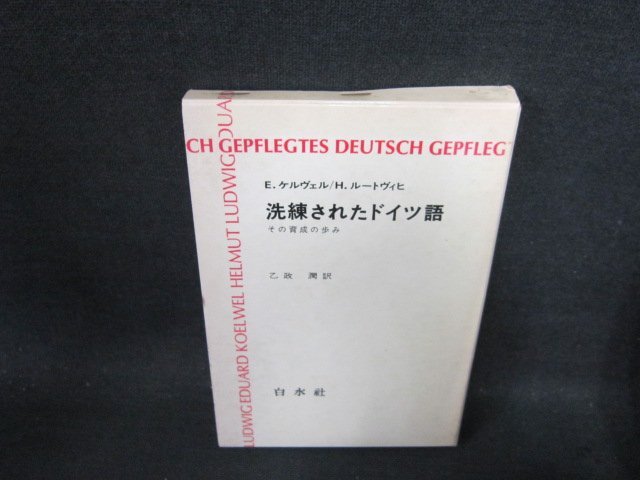 CH GEPFLEGTES DEUTSCH GEPFLEG
LUDWIG EDUARD KOELWEL HELMUT LUDWIG EDUAR
E. ケルヴェル/H. ルートヴィヒ
洗練されたドイツ語
その育成の歩み
乙政 潤訳
白水社